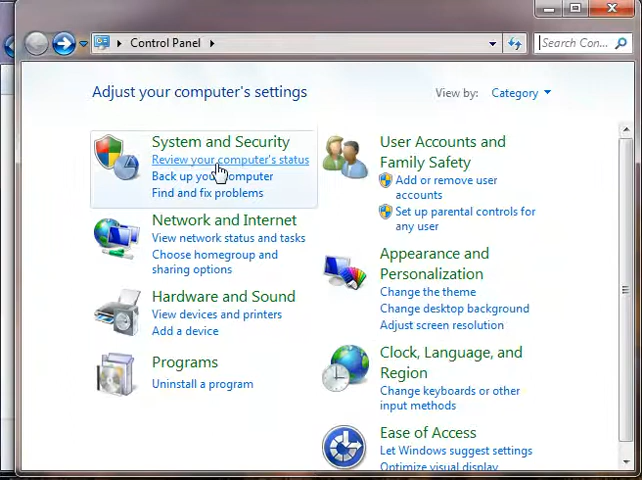 Control Panel
Search Con...
Adjust your computer's settings
View by: Category
System and Security
Review your computer's status
Back up your computer
Find and fix problems
Network and Internet
View network status and tasks
Choose homegroup and
sharing options
Hardware and Sound
View devices and printers
Add a device
Programs
Uninstall a program
User Accounts and
Family Safety
Add or remove user
accounts
Set up parental controls for
any user
Appearance and
Personalization
Change the theme
Change desktop background
Adjust screen resolution
Clock, Language, and
Region
Change keyboards or other
input methods
Ease of Access
Let Windows suggest settings
Optimize visual display